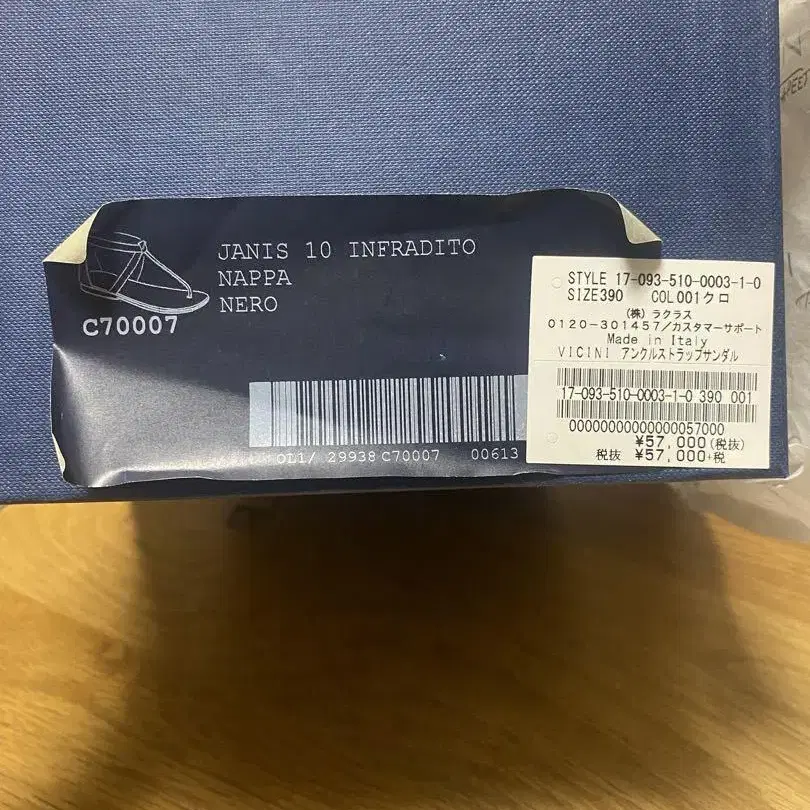 JANIS 10 INFRADITO
NAPPA
NERO
C70007
OL1/ 29938 C70007 00613
STYLE 17-093-510-0003-1-0
SIZE390 COL001クロ
(株) ラクラス
0120-301457/カスタマーサポート
Made in Italy
VICINI アンクルストラップサンダル
17-093-510-0003-1-0 390 001
00000000000000057000
¥57,000(税抜)
税抜 ¥57,000+税